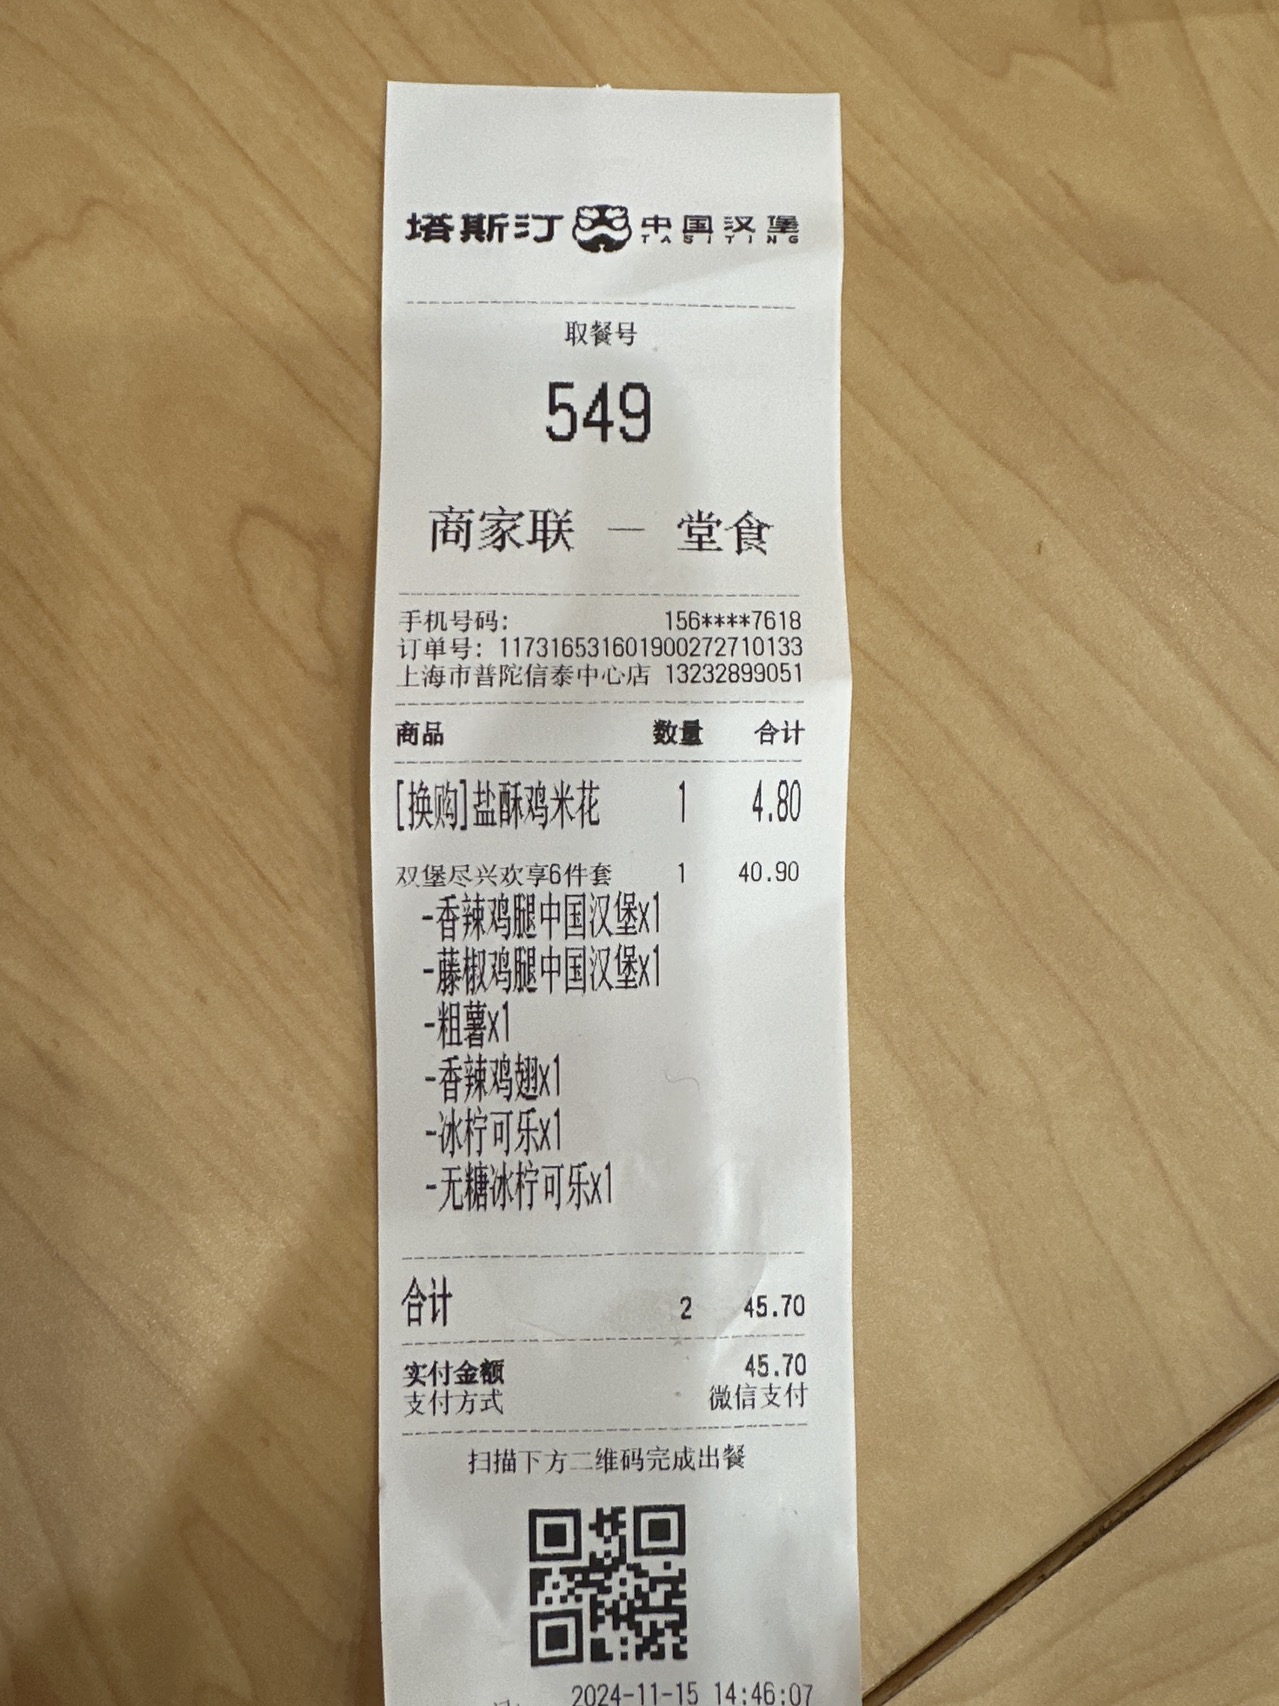 塔斯汀 中国汉堡
TASITING
取餐号
549
商家联 — 堂食
手机号码: 156****7618
订单号: 1173165316019002727​10133
上海市普陀信泰中心店 13232899051
商品 数量 合计
[换购]盐酥鸡米花 1 4.80
双堡尽兴欢享6件套 1 40.90
-香辣鸡腿中国汉堡x1
-藤椒鸡腿中国汉堡x1
-粗薯x1
-香辣鸡翅x1
-冰柠可乐x1
-无糖冰柠可乐x1
合计 2 45.70
实付金额 45.70
支付方式 微信支付
扫描下方二维码完成出餐
2024-11-15 14:46:07